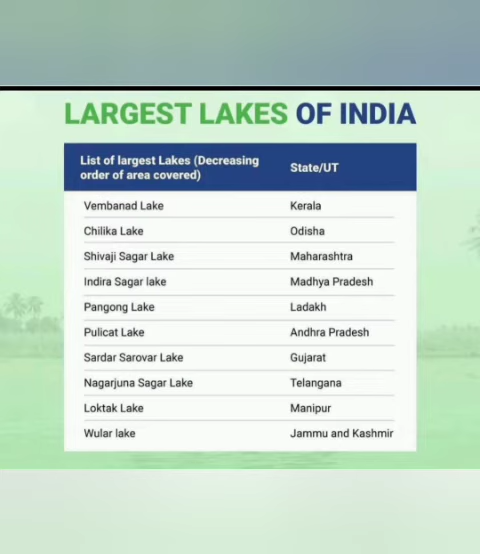 LARGEST LAKES OF INDIA
List of largest Lakes (Decreasing order of area covered) State/UT
Vembanad Lake Kerala
Chilika Lake Odisha
Shivaji Sagar Lake Maharashtra
Indira Sagar lake Madhya Pradesh
Pangong Lake Ladakh
Pulicat Lake Andhra Pradesh
Sardar Sarovar Lake Gujarat
Nagarjuna Sagar Lake Telangana
Loktak Lake Manipur
Wular lake Jammu and Kashmir